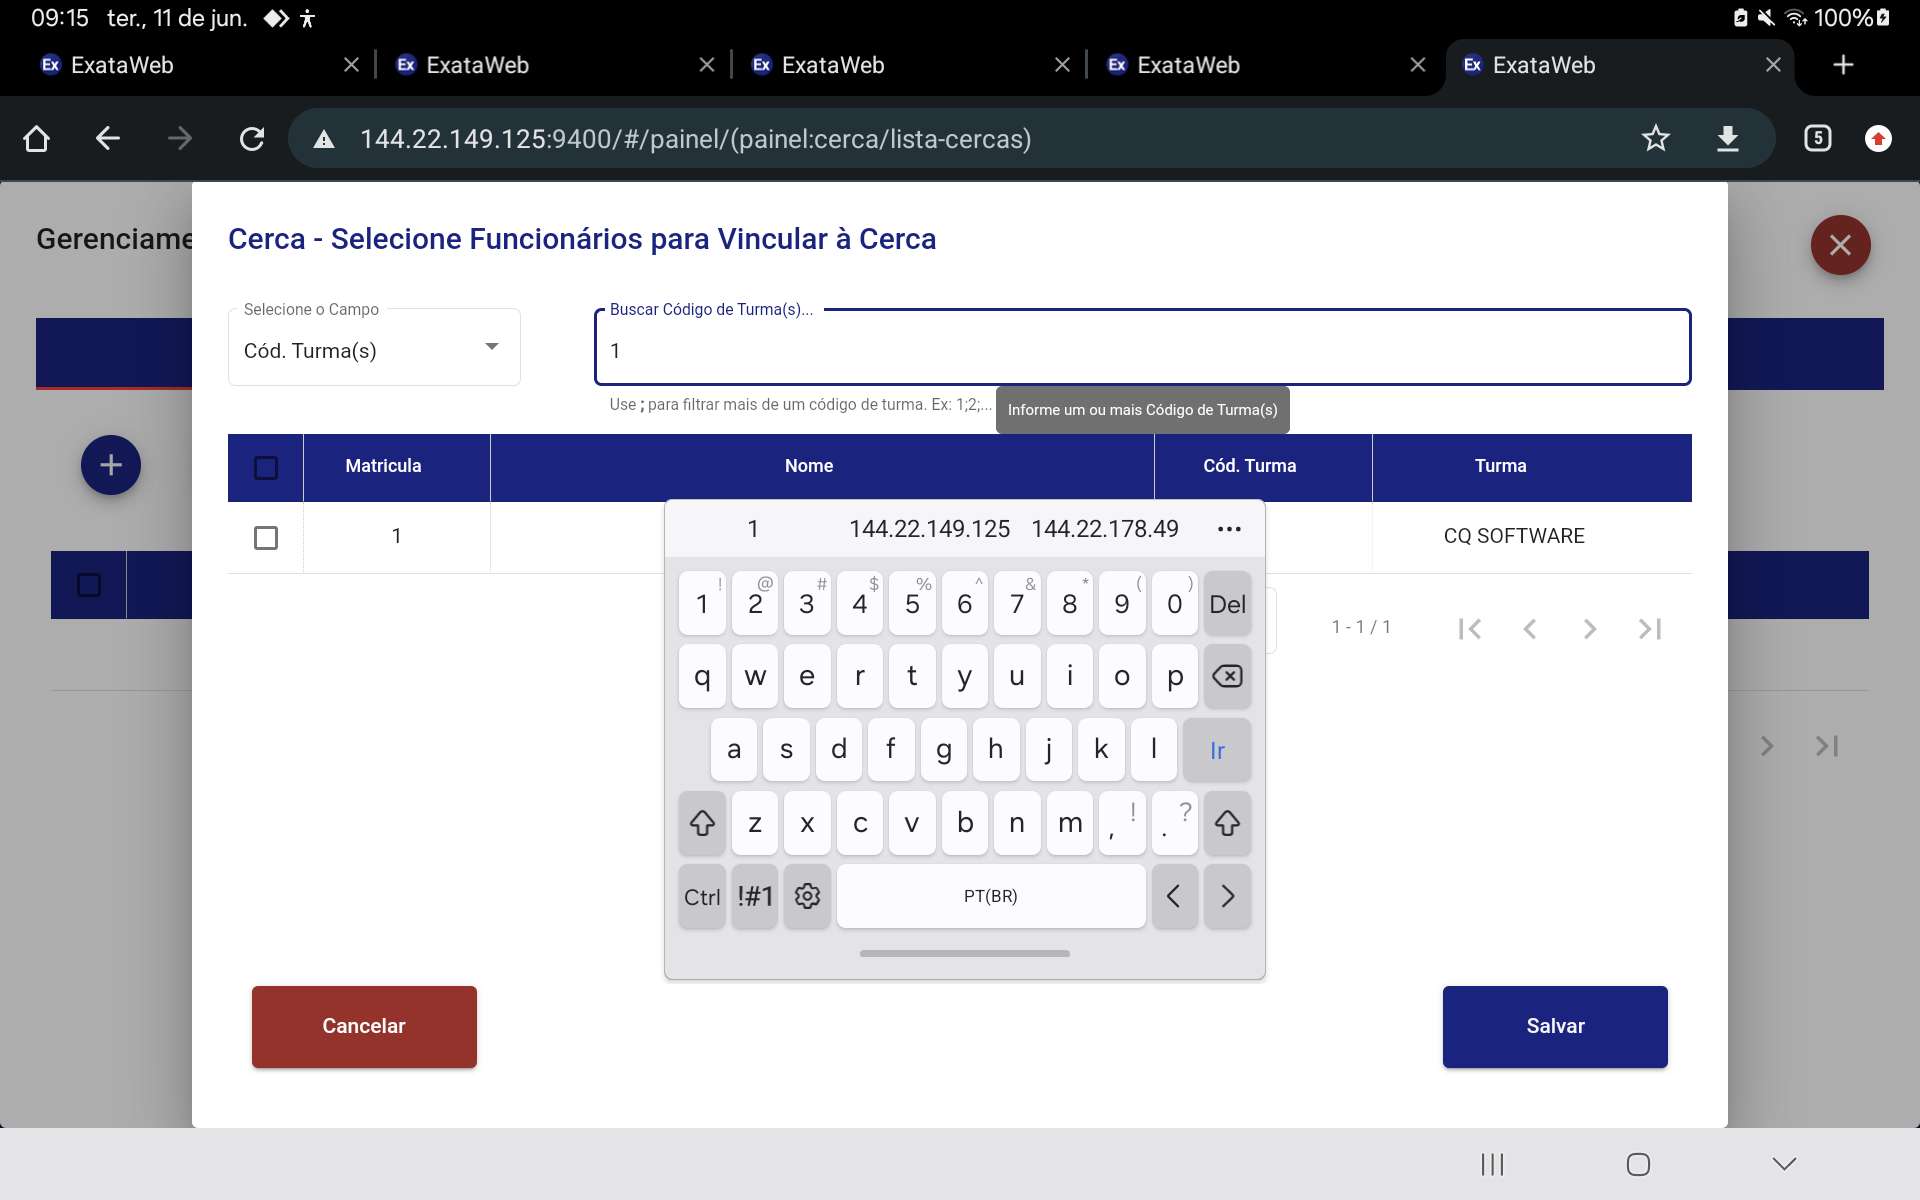 09:15 ter., 11 de jun. 100%
ExataWeb ExataWeb ExataWeb ExataWeb ExataWeb
144.22.149.125:9400/#/painel/(painel:cerca/lista-cercas) 5
Gerenciame
Cerca - Selecione Funcionários para Vincular à Cerca
Selecione o Campo
Cód. Turma(s)
Buscar Código de Turma(s)...
1
Use ; para filtrar mais de um código de turma. Ex: 1;2;...
Informe um ou mais Código de Turma(s)
Matricula Nome Cód. Turma Turma
1 CQ SOFTWARE
1 - 1 / 1
1 144.22.149.125 144.22.178.49 ...
! @ # $ % ^ & * ( )
1 2 3 4 5 6 7 8 9 0 Del
q w e r t y u i o p
a s d f g h j k l Ir
z x c v b n m , ! . ?
Ctrl !#1 PT(BR) < >
Cancelar
Salvar